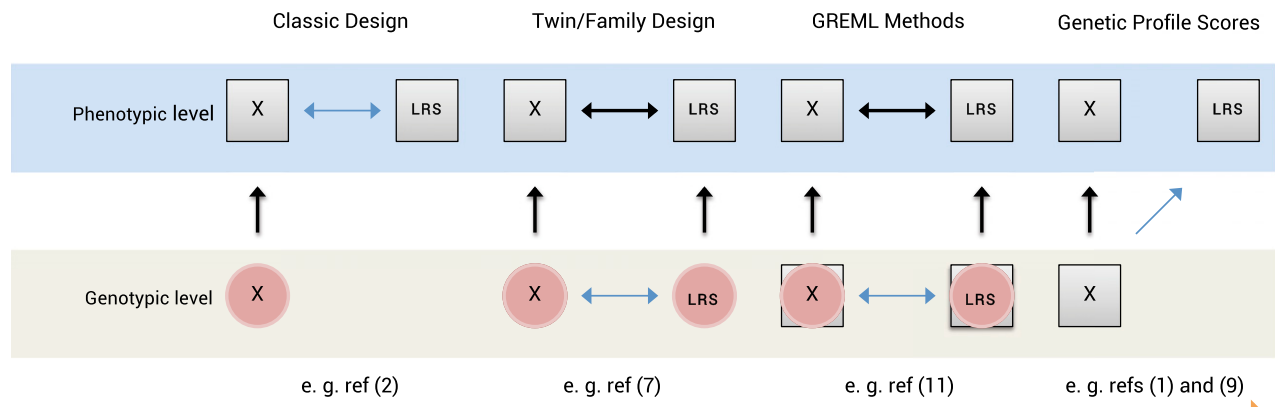 Classic Design Twin/Family Design GREML Methods Genetic Profile Scores
Phenotypic level X LRS X LRS X LRS X LRS
Genotypic level X X LRS X LRS X
e. g. ref (2) e. g. ref (7) e. g. ref (11) e. g. refs (1) and (9)